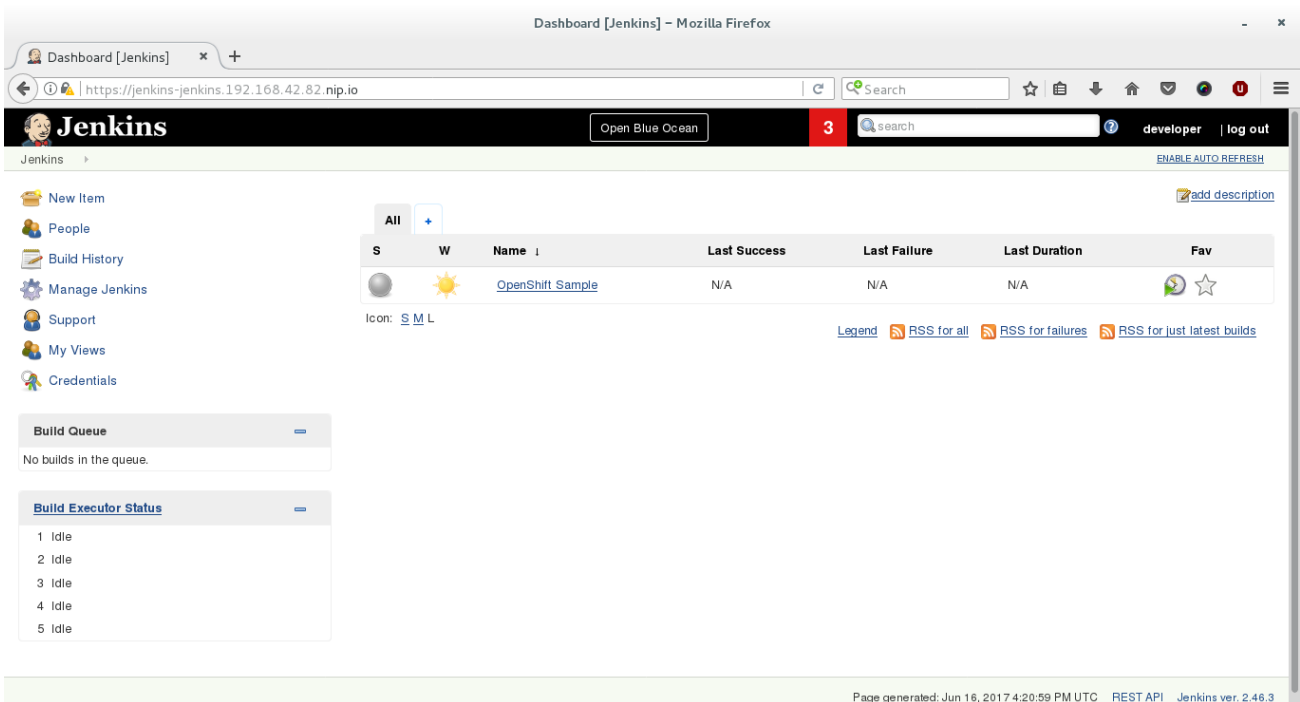 Dashboard [Jenkins] – Mozilla Firefox
Dashboard [Jenkins]
https://jenkins-jenkins.192.168.42.82.nip.io
Search
Jenkins
Open Blue Ocean
3
search
developer
| log out
Jenkins
ENABLE AUTO REFRESH
New Item
People
Build History
Manage Jenkins
Support
My Views
Credentials
add description
All +
S W Name ↓ Last Success Last Failure Last Duration Fav
OpenShift Sample N/A N/A N/A
Icon: S M L
Legend RSS for all RSS for failures RSS for just latest builds
Build Queue
No builds in the queue.
Build Executor Status
1 Idle
2 Idle
3 Idle
4 Idle
5 Idle
Page generated: Jun 16, 2017 4:20:59 PM UTC REST API Jenkins ver. 2.46.3